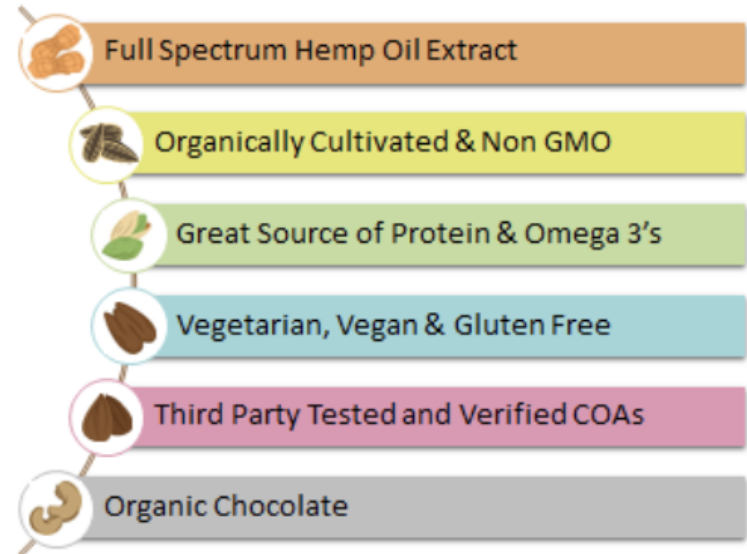 Full Spectrum Hemp Oil Extract
Organically Cultivated & Non GMO
Great Source of Protein & Omega 3's
Vegetarian, Vegan & Gluten Free
Third Party Tested and Verified COAs
Organic Chocolate